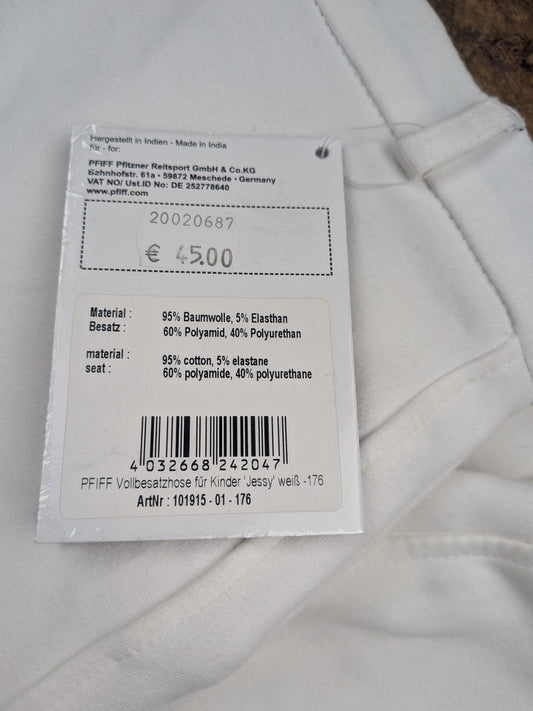 Hergestellt in Indien - Made in India
für - for:
PFIFF Pfitzner Reitsport GmbH & Co.KG
Bahnhofstr. 61a • 59872 Meschede • Germany
VAT NO/ Ust.ID No: DE 252778640
www.pfiff.com
20020687
€ 45.00
Material : 95% Baumwolle, 5% Elasthan
Besatz : 60% Polyamid, 40% Polyurethan
material : 95% cotton, 5% elastane
seat : 60% polyamide, 40% polyurethane
4 032668 242047
PFIFF Vollbesatzhose für Kinder 'Jessy' weiß -176
ArtNr : 101915 - 01 - 176